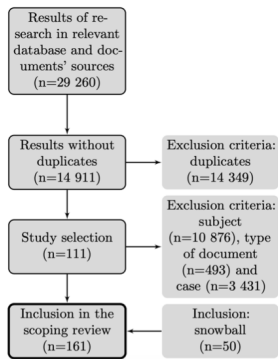 Results of re-
search in relevant
database and doc-
uments' sources
(n=29 260)
Results without
duplicates
(n=14 911)
Exclusion criteria:
duplicates
(n=14 349)
Study selection
(n=111)
Exclusion criteria:
subject
(n=10 876), type
of document
(n=493) and
case (n=3 431)
Inclusion in the
scoping review
(n=161)
Inclusion:
snowball
(n=50)